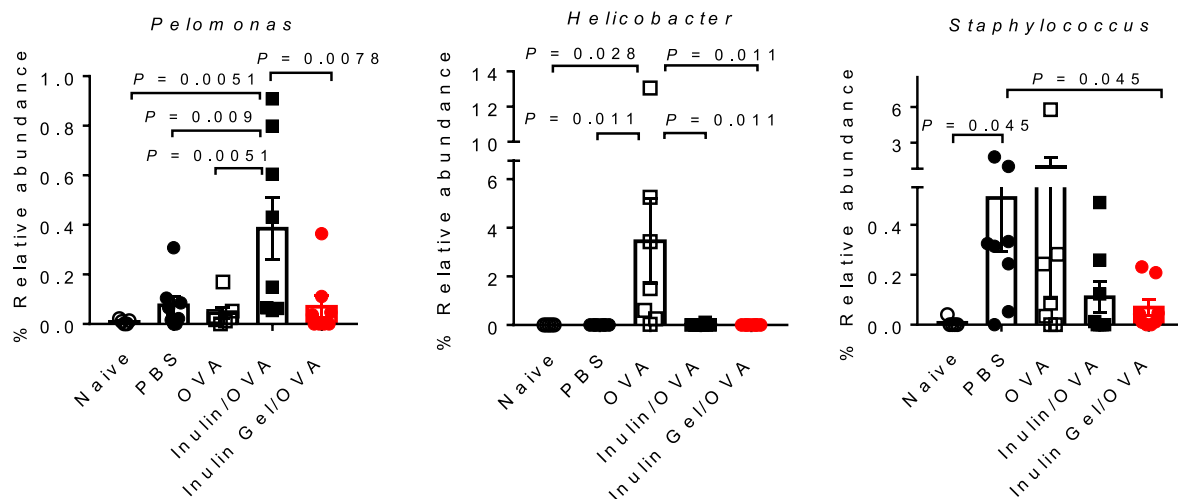 Pelomonas
P = 0.0078
P = 0.0051
P = 0.009
P = 0.0051
% Relative abundance
1.0
0.8
0.6
0.4
0.2
0.0
Naive
PBS
OVA
Inulin/OVA
Inulin Gel/OVA
Helicobacter
P = 0.028
P = 0.011
P = 0.011
P = 0.011
% Relative abundance
14
12
10
6
4
2
0
Naive
PBS
OVA
Inulin/OVA
Inulin Gel/OVA
Staphylococcus
P = 0.045
P = 0.045
% Relative abundance
6
3
0.4
0.2
0.0
Naive
PBS
OVA
Inulin/OVA
Inulin Gel/OVA